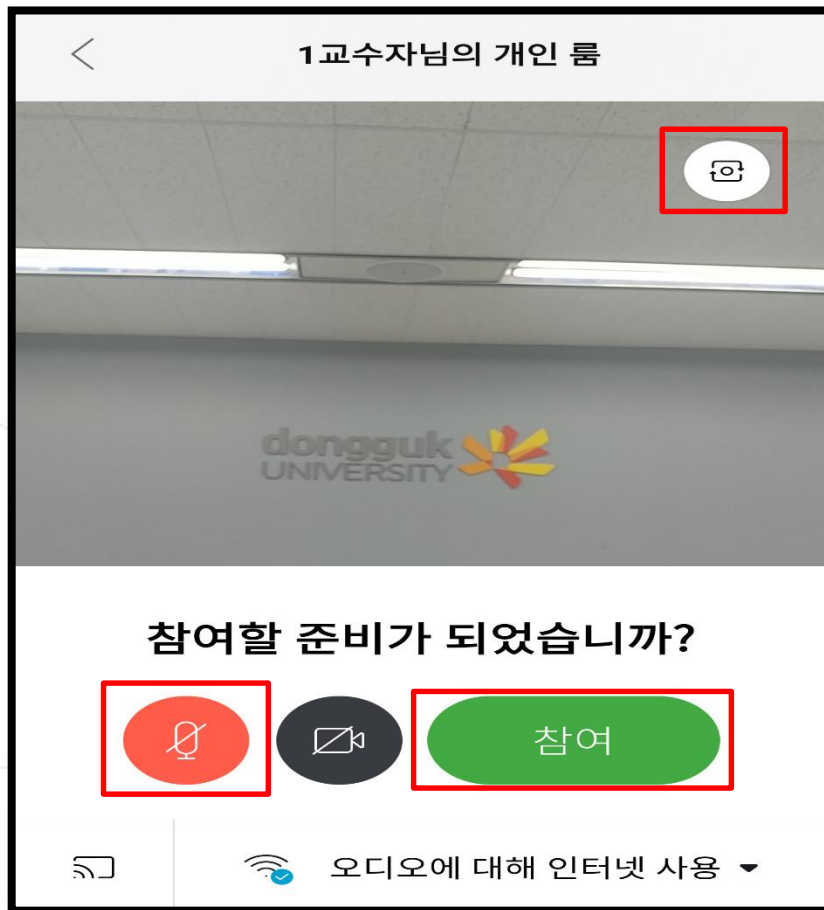 1교수자님의 개인 룸
dongguk
UNIVERSITY
참여할 준비가 되었습니까?
참여
오디오에 대해 인터넷 사용